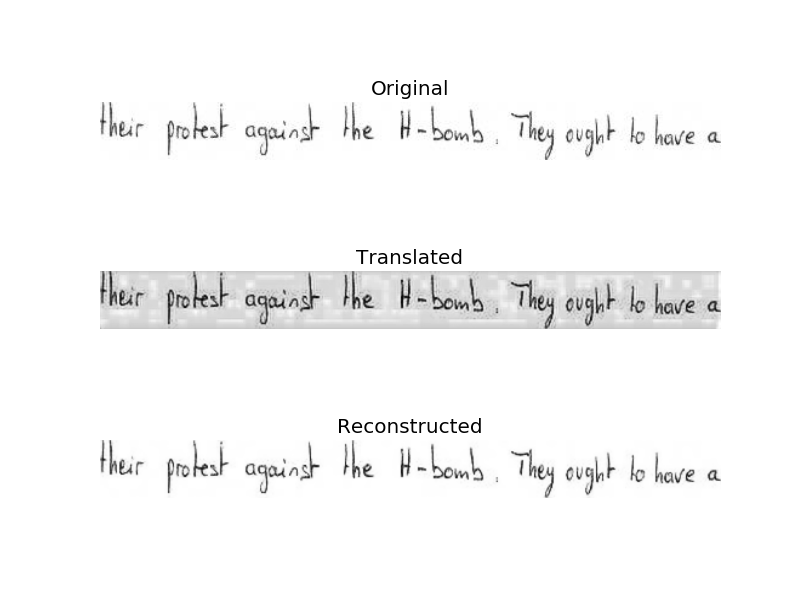 Original
their protest against the H-bomb. They ought to have a
Translated
their protest against the H-bomb. They ought to have a
Reconstructed
their protest against the H-bomb. They ought to have a